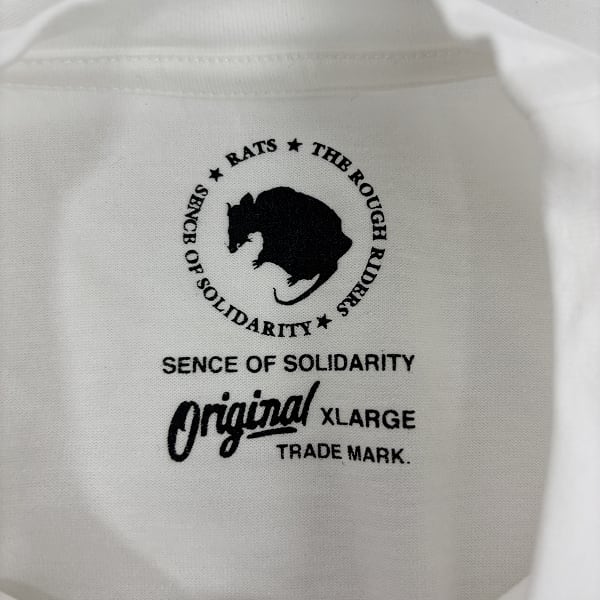 ★ RATS ★ THE ROUGH RIDERS ★ SENCE OF SOLIDARITY
SENCE OF SOLIDARITY
Original XLARGE
TRADE MARK.